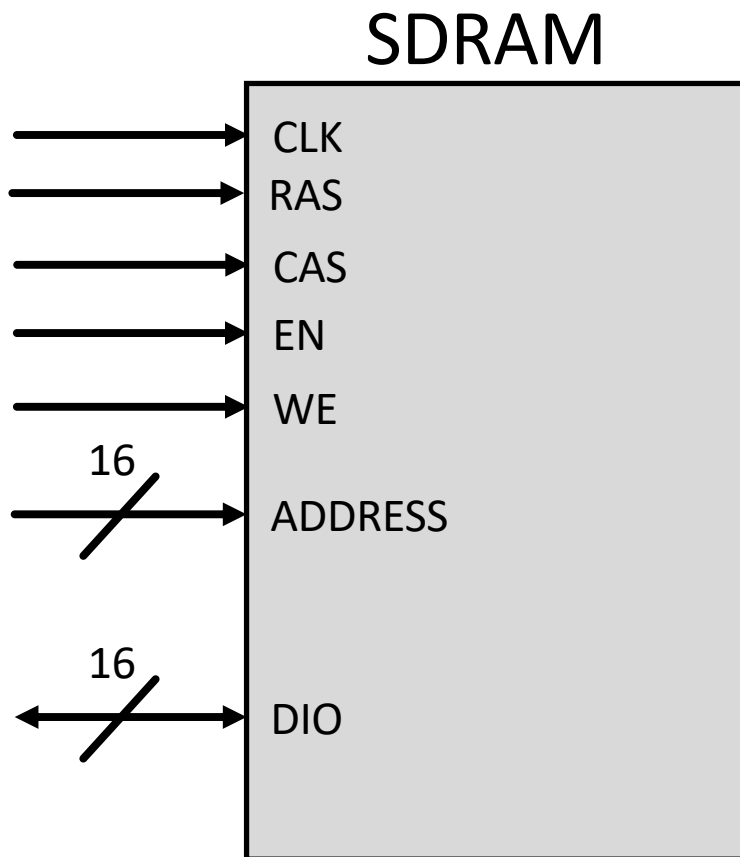 SDRAM
CLK
RAS
CAS
EN
WE
16
ADDRESS
16
DIO